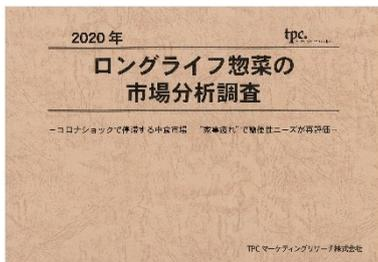 2020年
tpc.
ロングライフ惣菜の
市場分析調査
－コロナショックで停滞する中食市場　“家事疲れ”で簡便性ニーズが再評価－
TPCマーケティングリサーチ株式会社